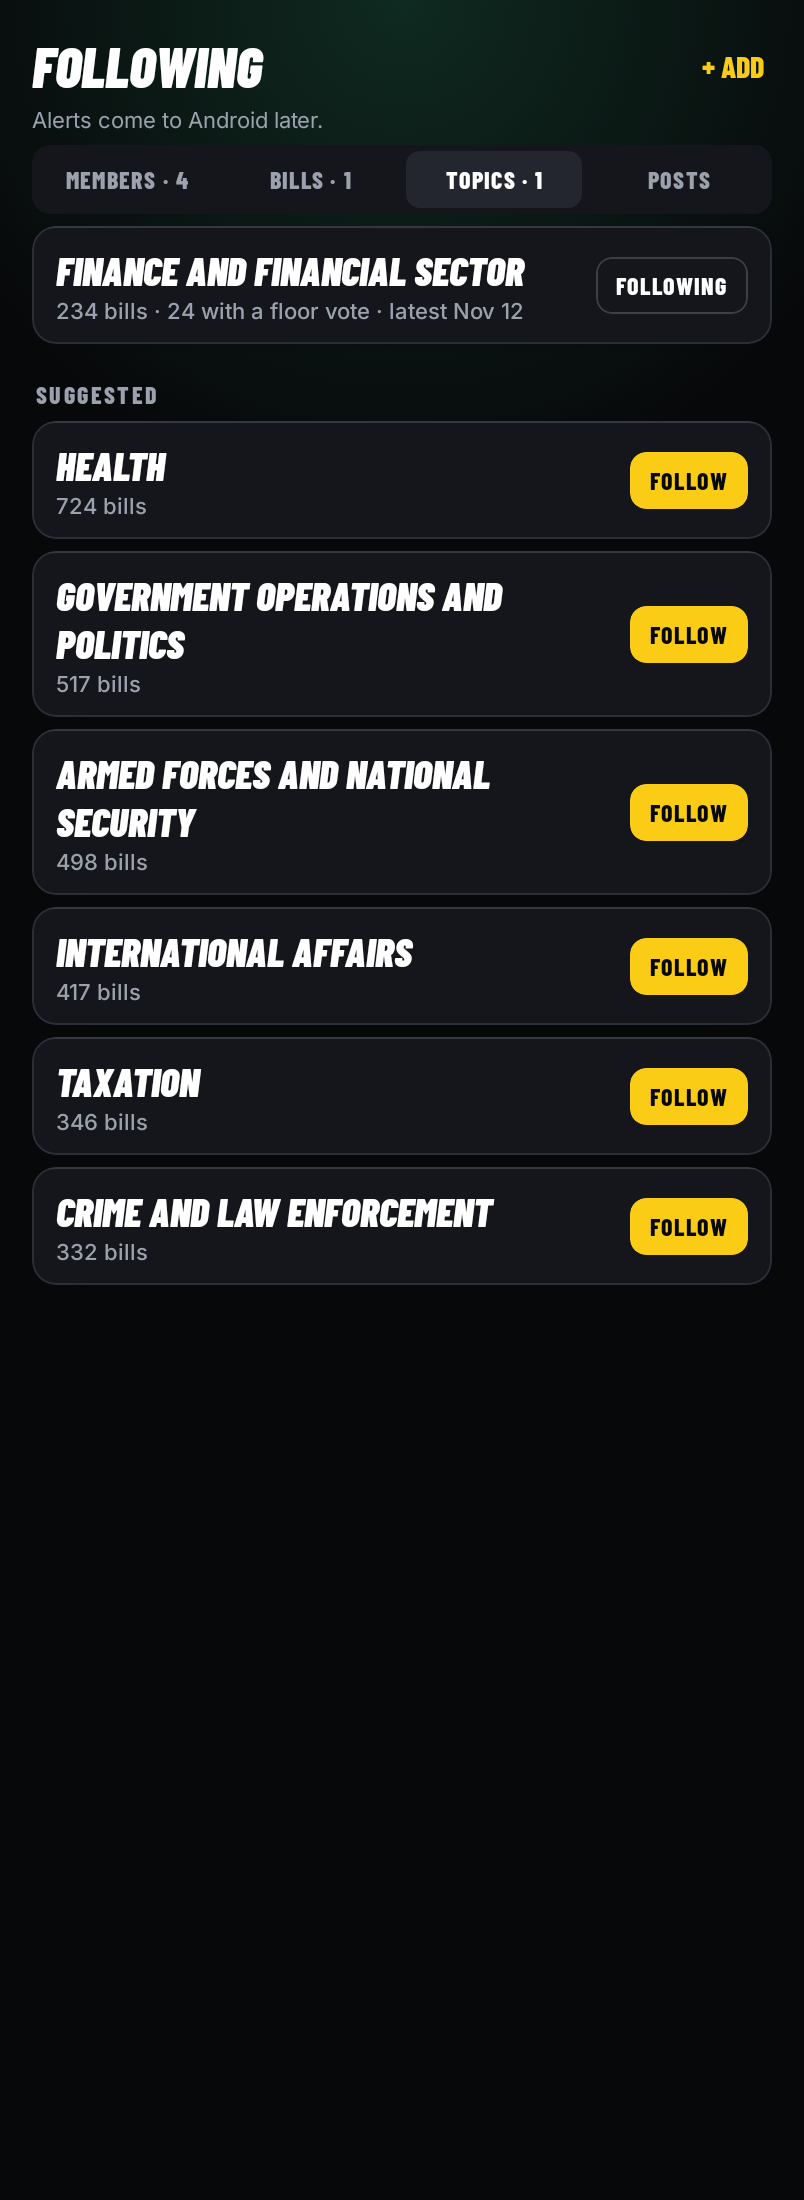 FOLLOWING
+ ADD
Alerts come to Android later.
MEMBERS · 4
BILLS · 1
TOPICS · 1
POSTS
FINANCE AND FINANCIAL SECTOR
234 bills · 24 with a floor vote · latest Nov 12
FOLLOWING
SUGGESTED
HEALTH
724 bills
FOLLOW
GOVERNMENT OPERATIONS AND
POLITICS
517 bills
FOLLOW
ARMED FORCES AND NATIONAL
SECURITY
498 bills
FOLLOW
INTERNATIONAL AFFAIRS
417 bills
FOLLOW
TAXATION
346 bills
FOLLOW
CRIME AND LAW ENFORCEMENT
332 bills
FOLLOW